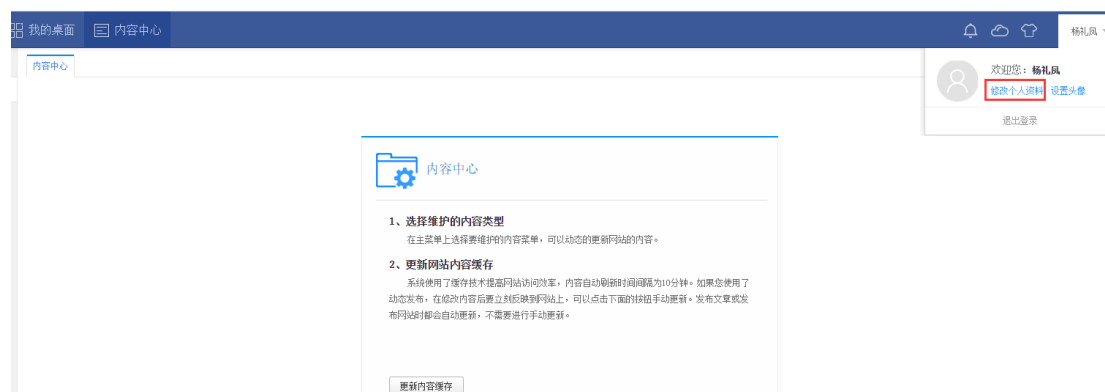 我的桌面 内容中心 杨礼凤
内容中心
欢迎您：杨礼凤
修改个人资料 设置头像
退出登录
内容中心
1、选择维护的内容类型
在主菜单上选择要维护的内容菜单，可以动态的更新网站的内容。
2、更新网站内容缓存
系统使用了缓存技术提高网站访问效率，内容自动刷新时间间隔为10分钟。如果您使用了
动态发布，在修改内容后要立刻反映到网站上，可以点击下面的按钮手动更新。发布文章或发
布网站时都会自动更新，不需要进行手动更新。
更新内容缓存